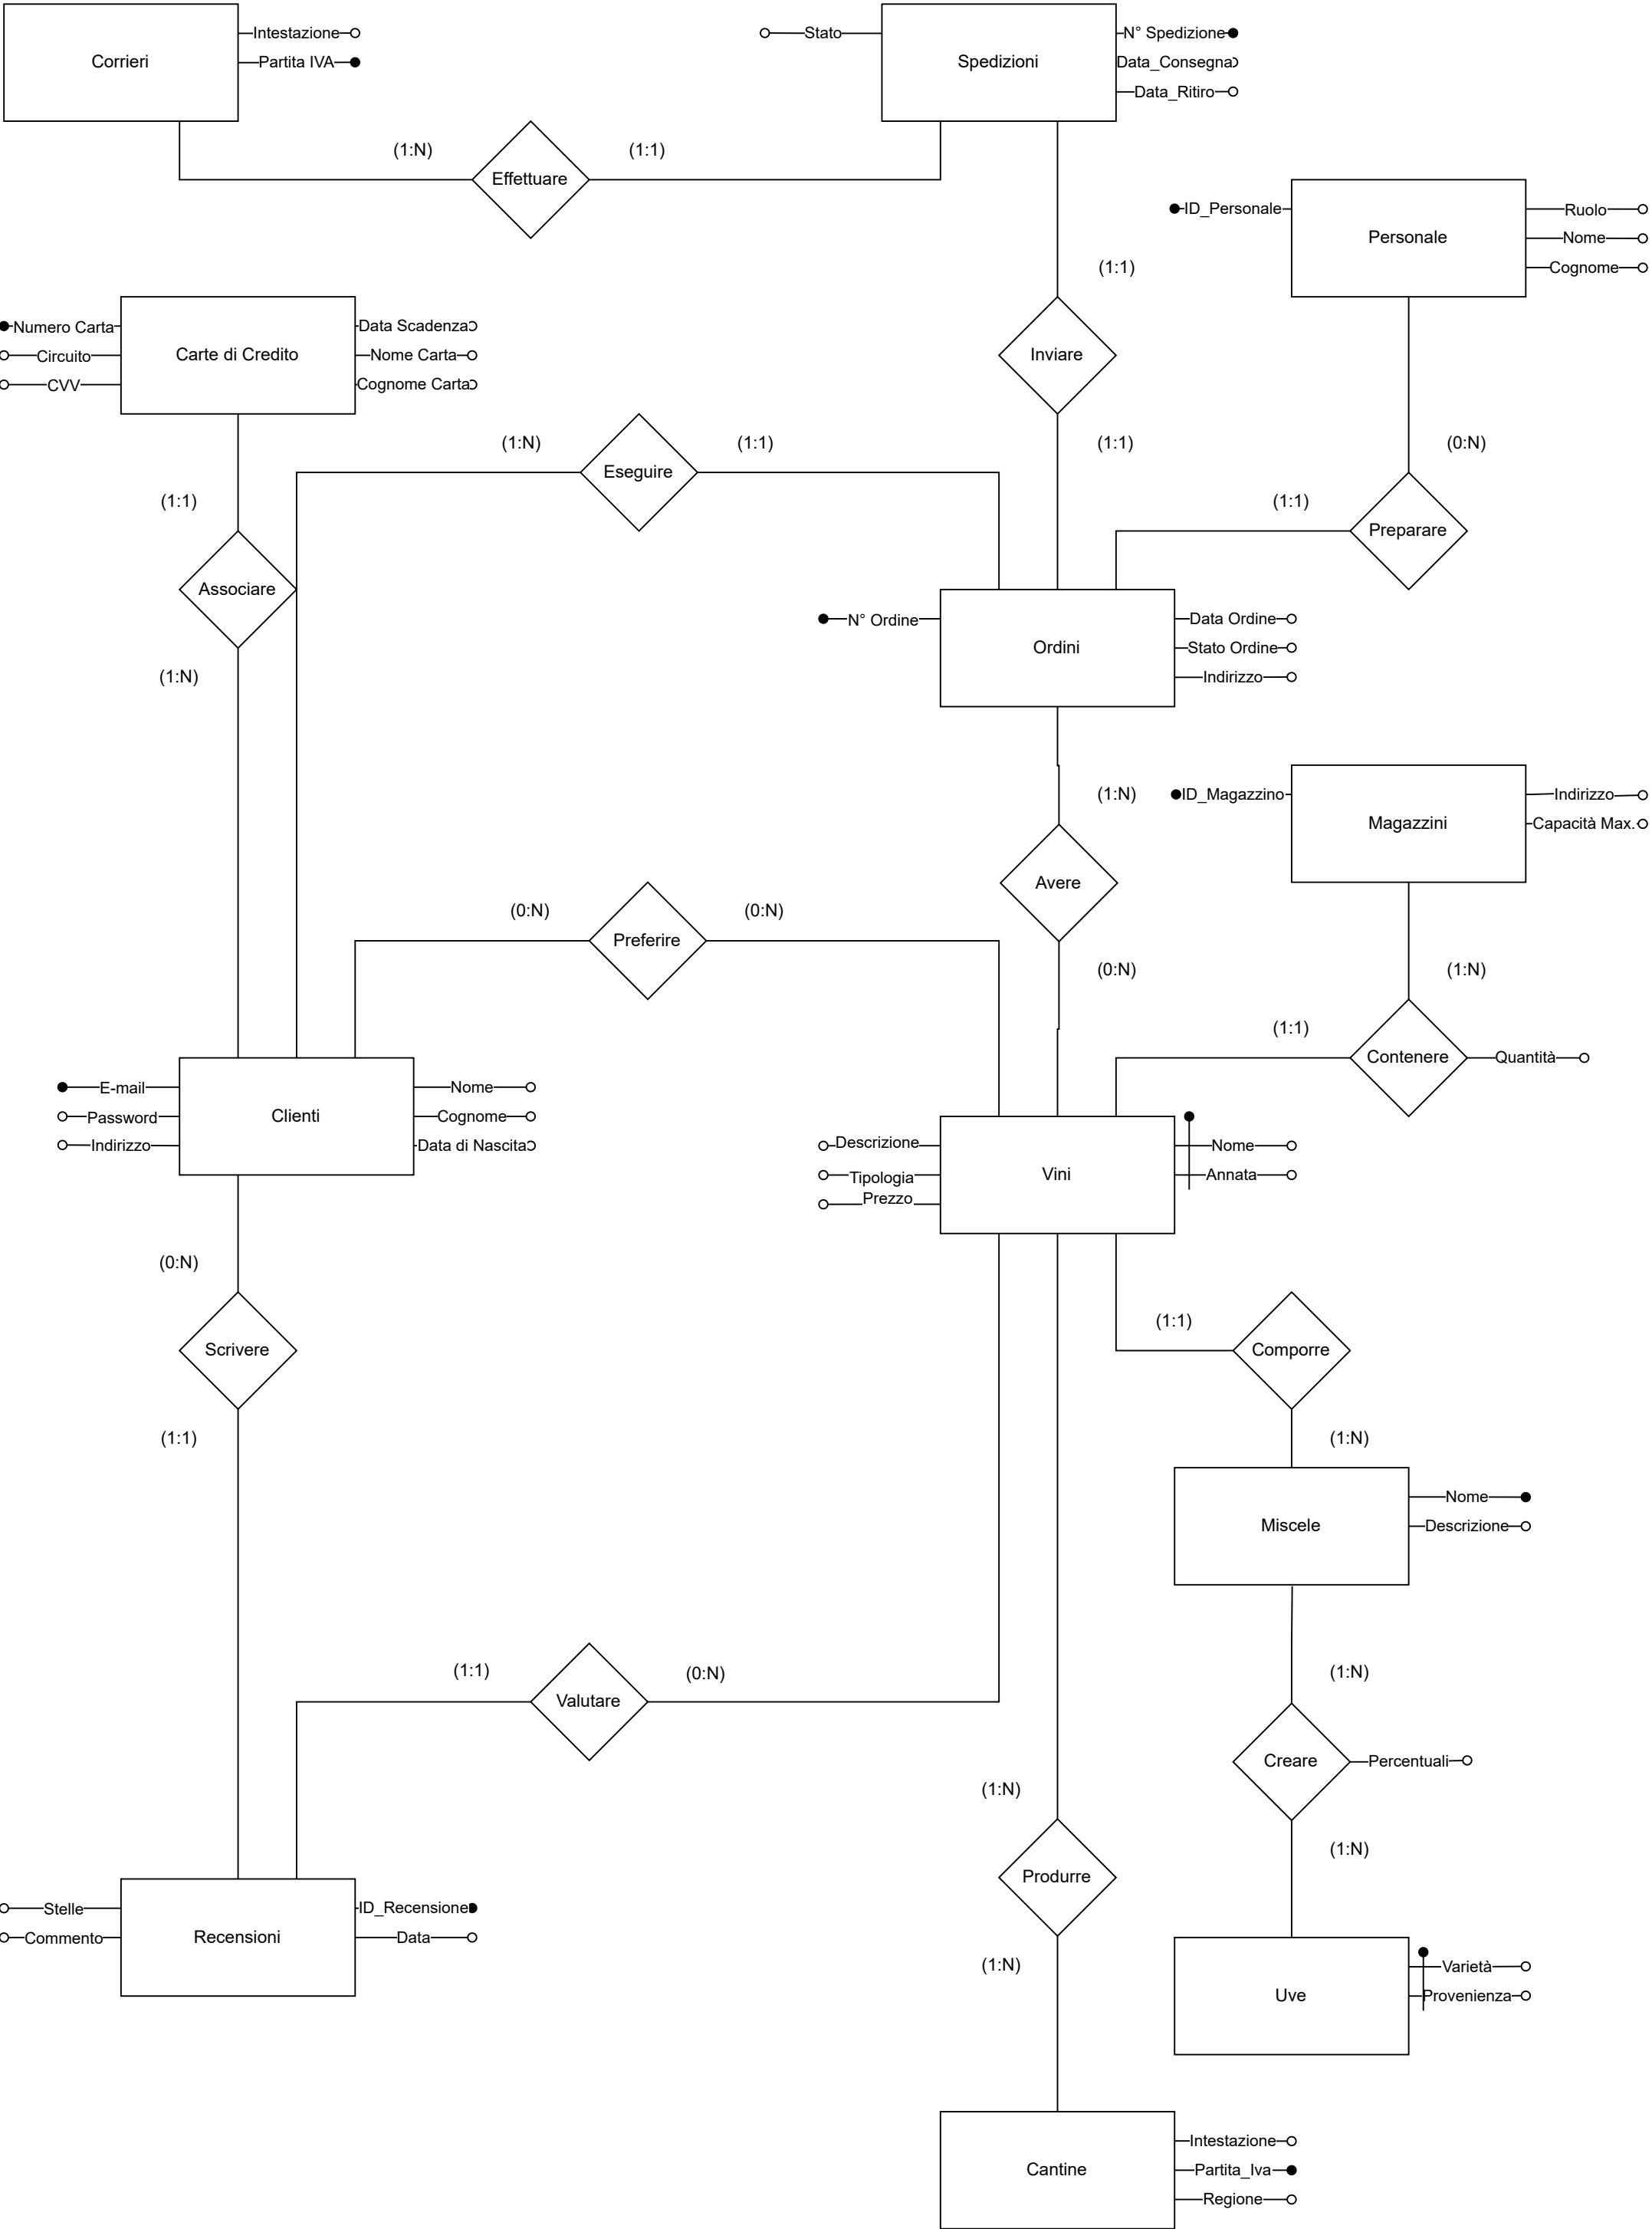 Corrieri
Intestazione
Partita IVA
Stato
Spedizioni
N° Spedizione
Data_Consegna
Data_Ritiro
(1:N)
Effettuare
(1:1)
ID_Personale
Personale
Ruolo
Nome
Cognome
(1:1)
Numero Carta
Circuito
CVV
Carte di Credito
Data Scadenza
Nome Carta
Cognome Carta
Inviare
(1:N)
Eseguire
(1:1)
(1:1)
(0:N)
(1:1)
(1:1)
Preparare
Associare
(1:N)
N° Ordine
Ordini
Data Ordine
Stato Ordine
Indirizzo
(1:N)
ID_Magazzino
Magazzini
Indirizzo
Capacità Max.
Avere
(0:N)
Preferire
(0:N)
(0:N)
(1:N)
(1:1)
Contenere
Quantità
E-mail
Password
Indirizzo
Clienti
Nome
Cognome
Data di Nascita
Descrizione
Tipologia
Prezzo
Vini
Nome
Annata
(0:N)
Scrivere
(1:1)
(1:1)
Comporre
(1:N)
Miscele
Nome
Descrizione
(1:1)
Valutare
(0:N)
(1:N)
Creare
Percentuali
(1:N)
(1:N)
Produrre
(1:N)
Stelle
Commento
Recensioni
ID_Recensione
Data
Uve
Varietà
Provenienza
Cantine
Intestazione
Partita_Iva
Regione